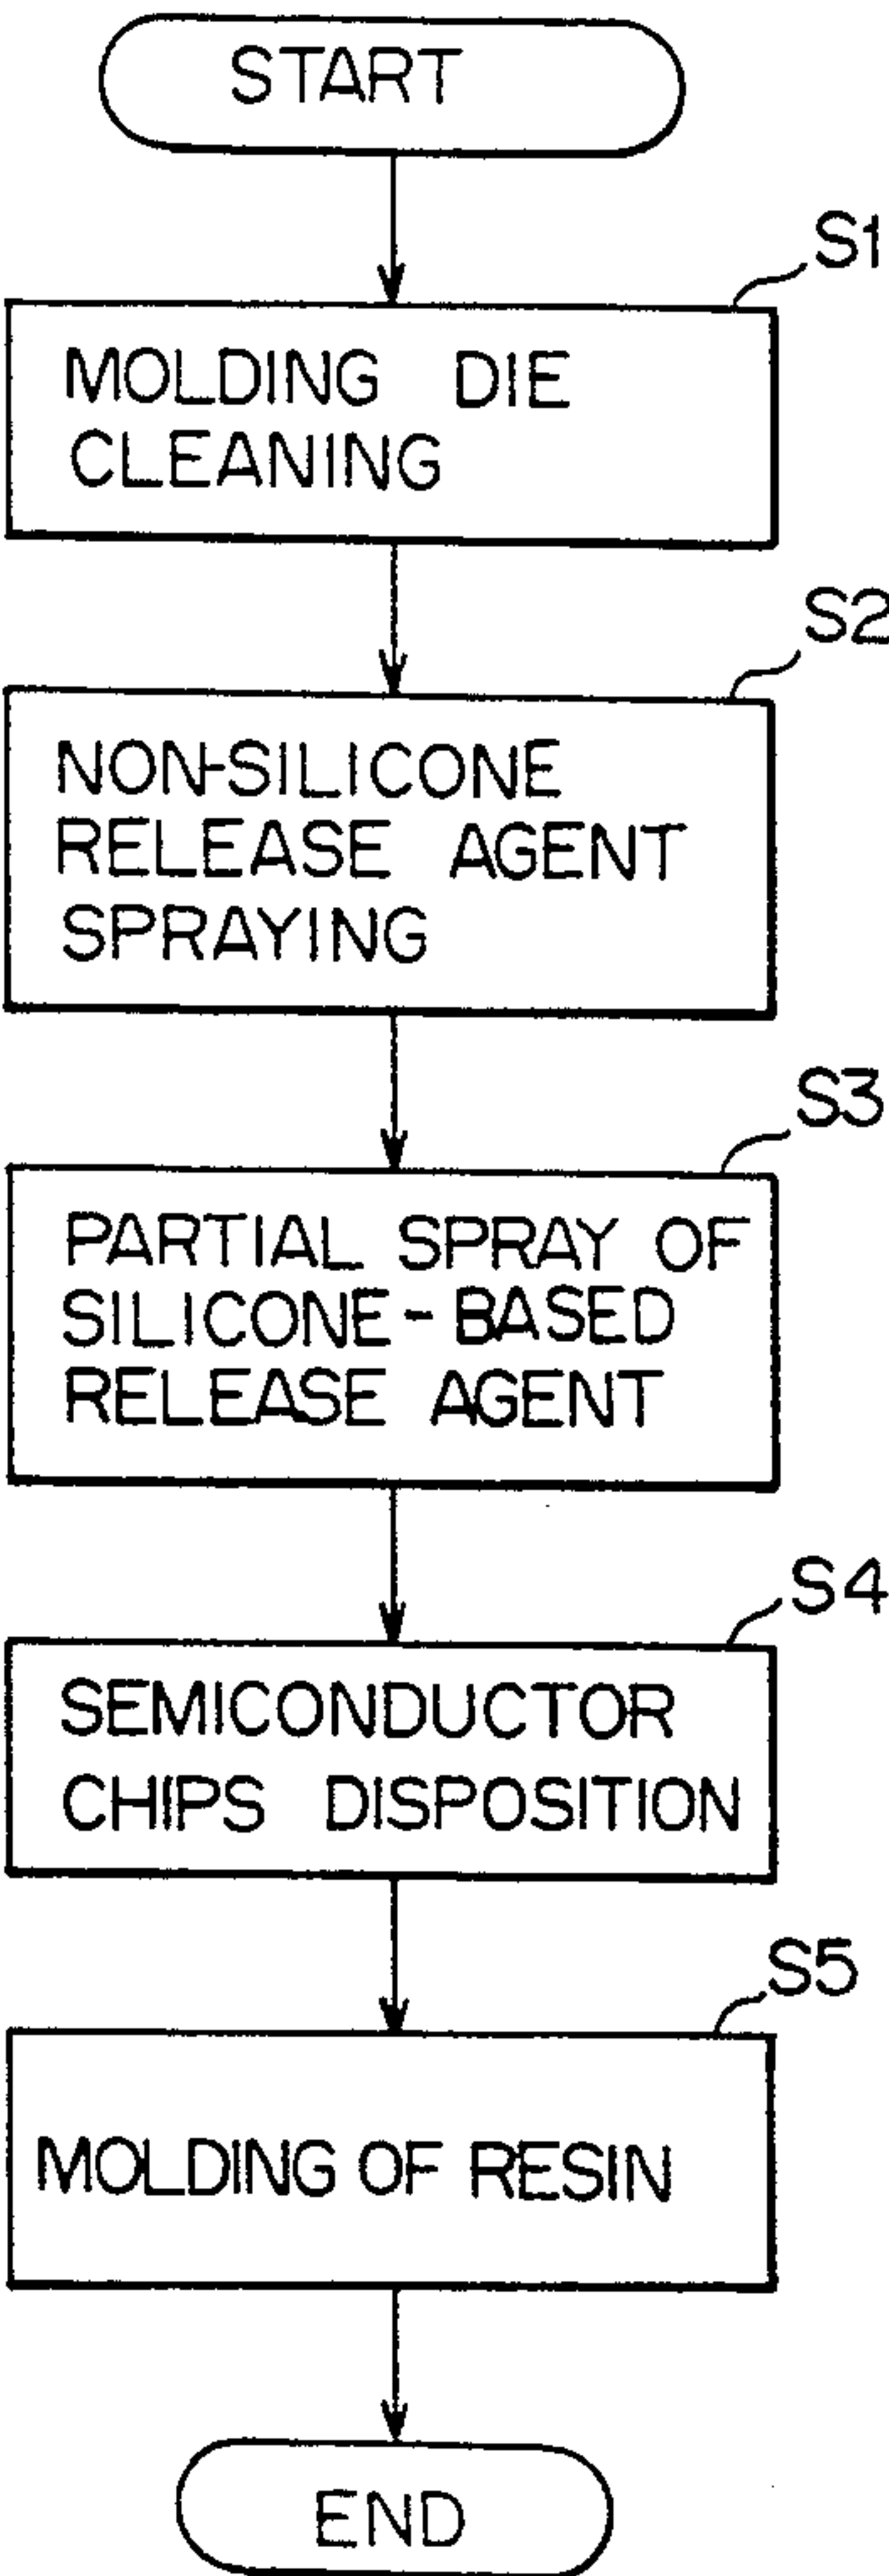 START
S1
MOLDING DIE
CLEANING
S2
NON-SILICONE
RELEASE AGENT
SPRAYING
S3
PARTIAL SPRAY OF
SILICONE-BASED
RELEASE AGENT
S4
SEMICONDUCTOR
CHIPS DISPOSITION
S5
MOLDING OF RESIN
END